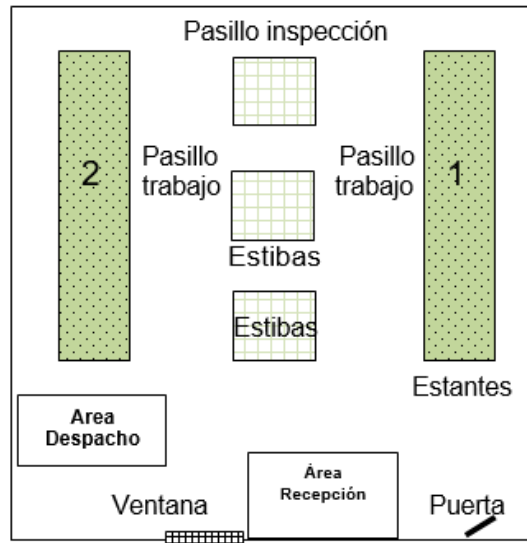 Pasillo inspección
2
Pasillo
trabajo
Pasillo
trabajo
1
Estibas
Estibas
Estantes
Area
Despacho
Área
Recepción
Ventana
Puerta